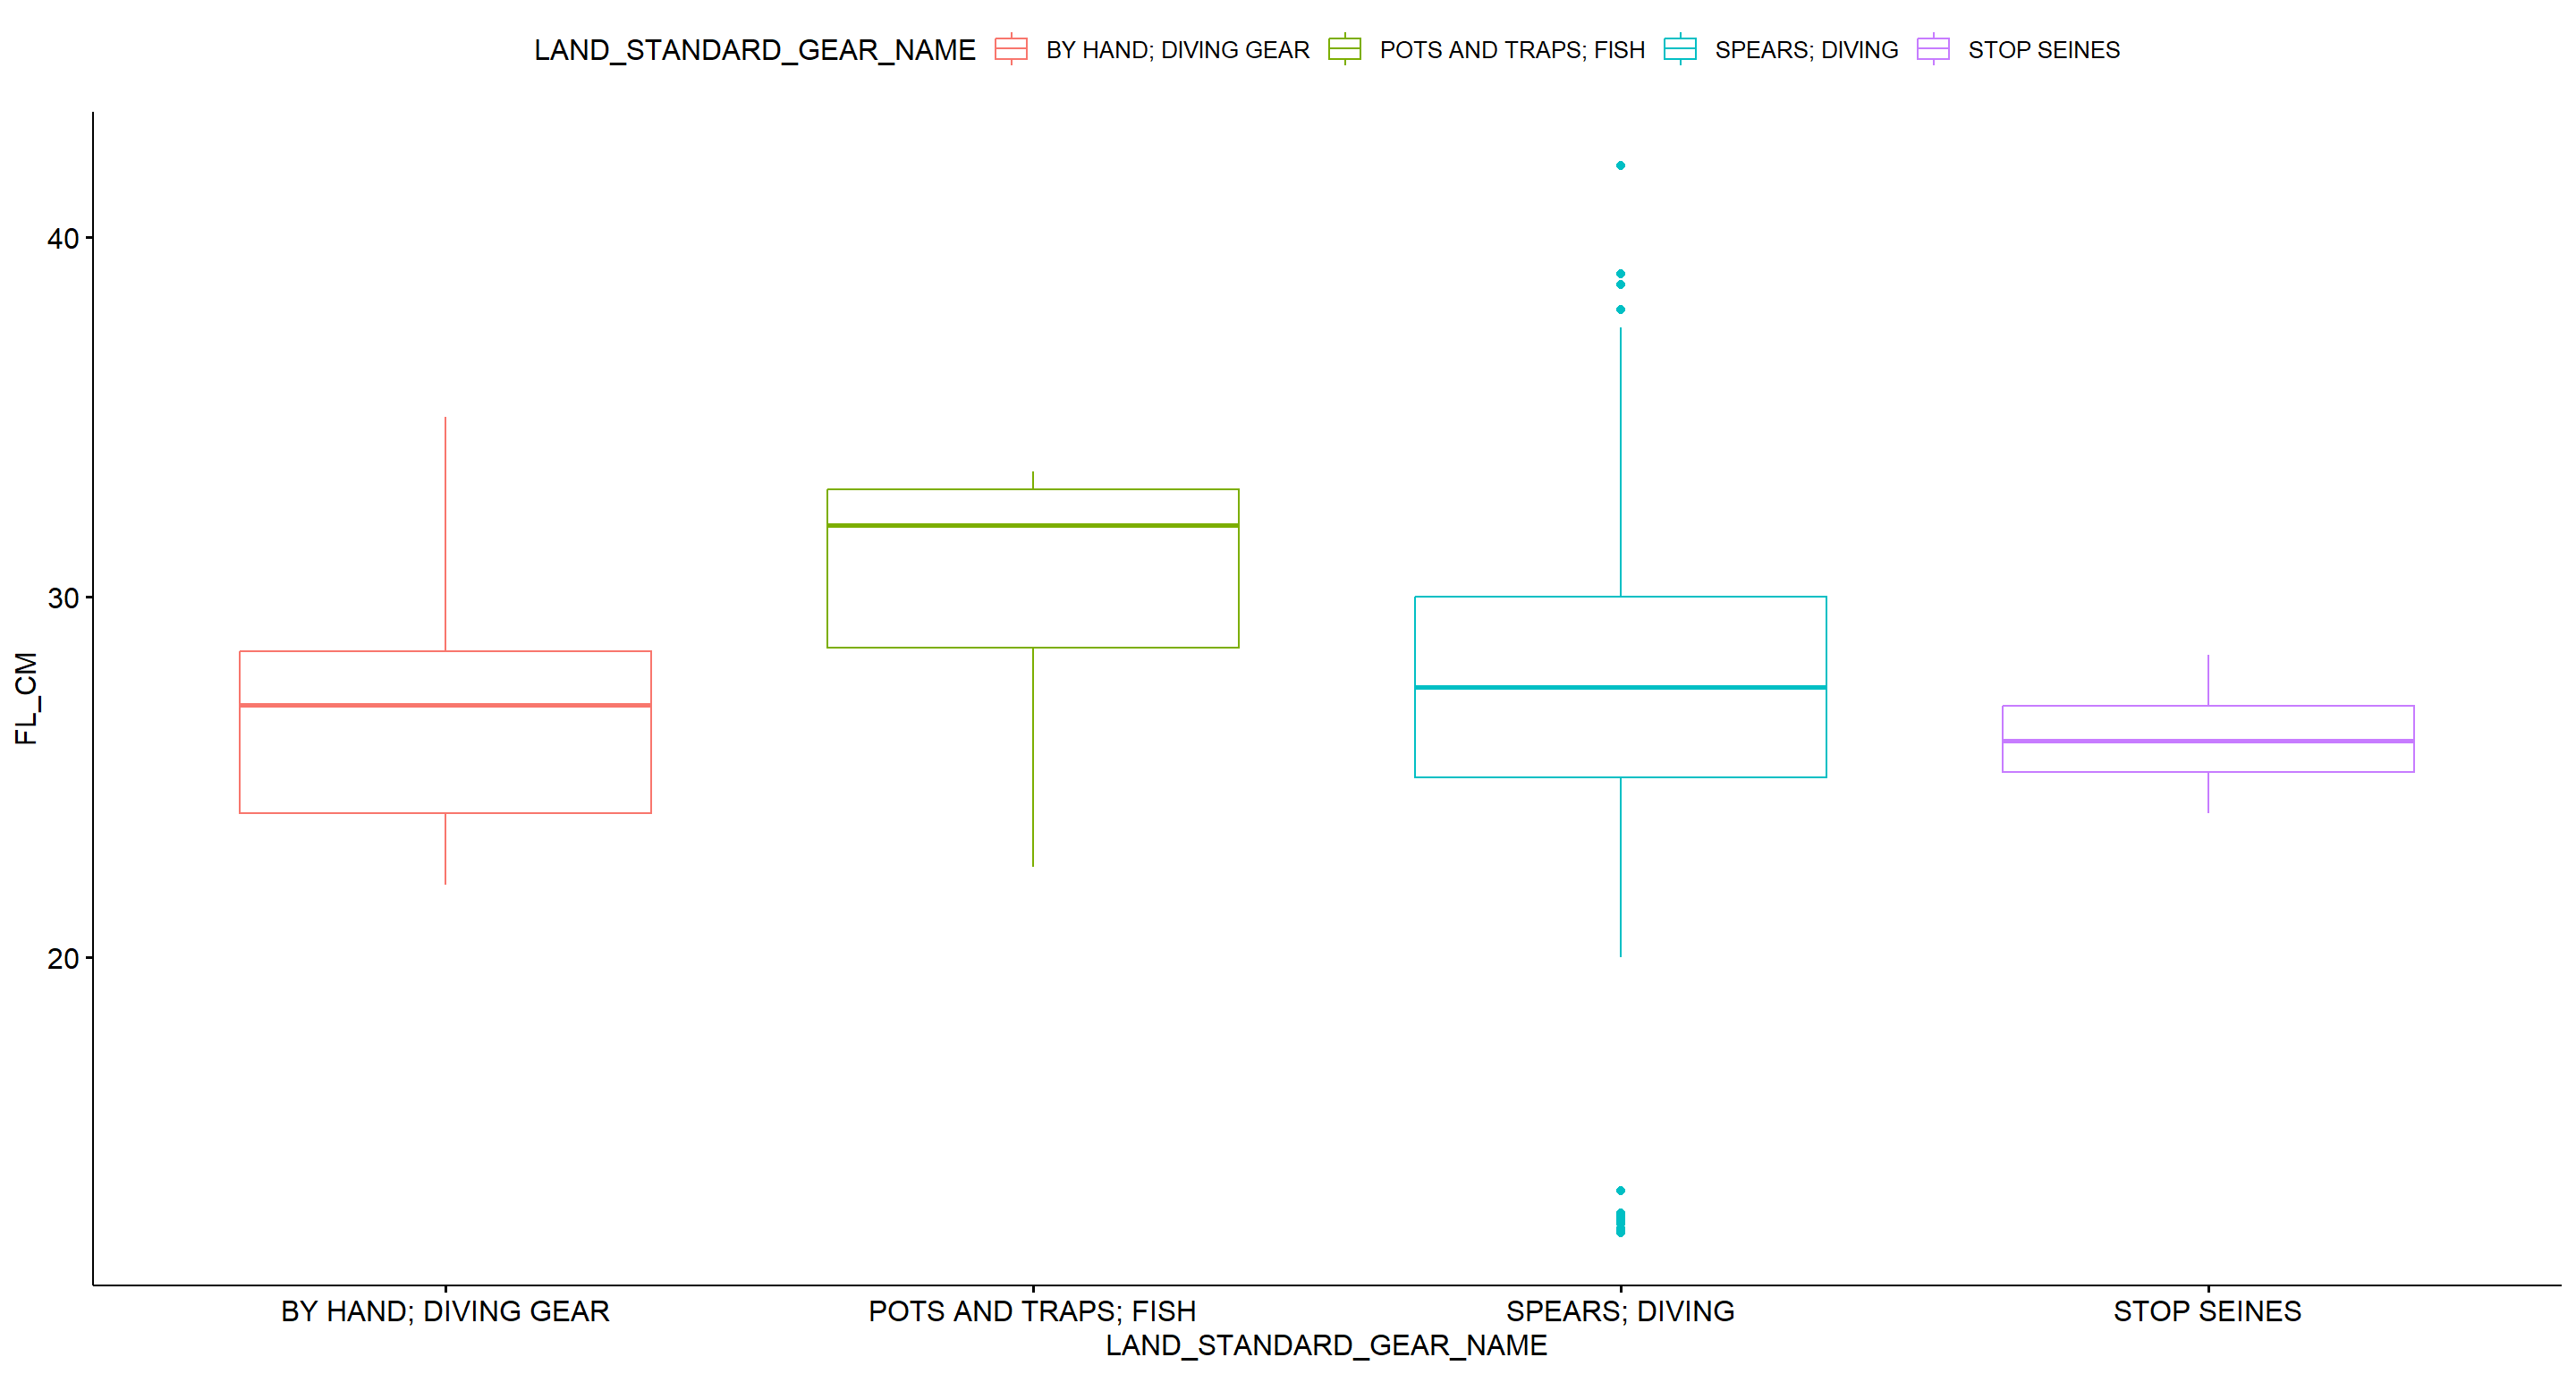 LAND_STANDARD_GEAR_NAME BY HAND; DIVING GEAR POTS AND TRAPS; FISH SPEARS; DIVING STOP SEINES
40
30
20
FL_CM
BY HAND; DIVING GEAR POTS AND TRAPS; FISH SPEARS; DIVING STOP SEINES
LAND_STANDARD_GEAR_NAME